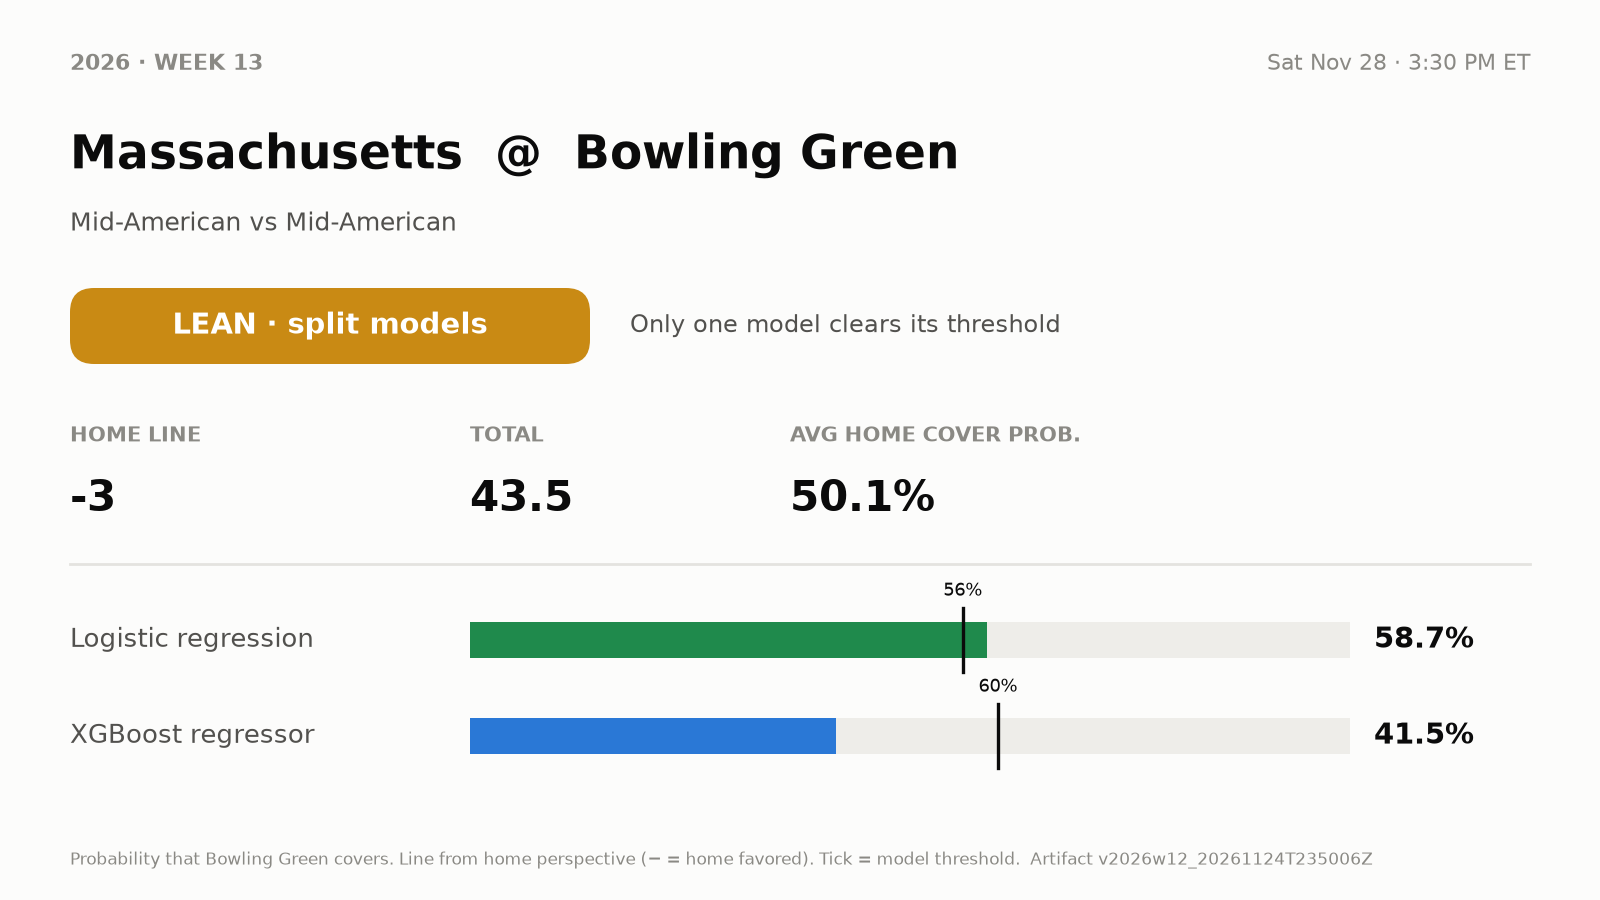 2026 · WEEK 13
Sat Nov 28 · 3:30 PM ET
Massachusetts @ Bowling Green
Mid-American vs Mid-American
LEAN · split models
Only one model clears its threshold
HOME LINE
TOTAL
AVG HOME COVER PROB.
-3
43.5
50.1%
56%
Logistic regression
58.7%
60%
XGBoost regressor
41.5%
Probability that Bowling Green covers. Line from home perspective (− = home favored). Tick = model threshold. Artifact v2026w12_20261124T235006Z